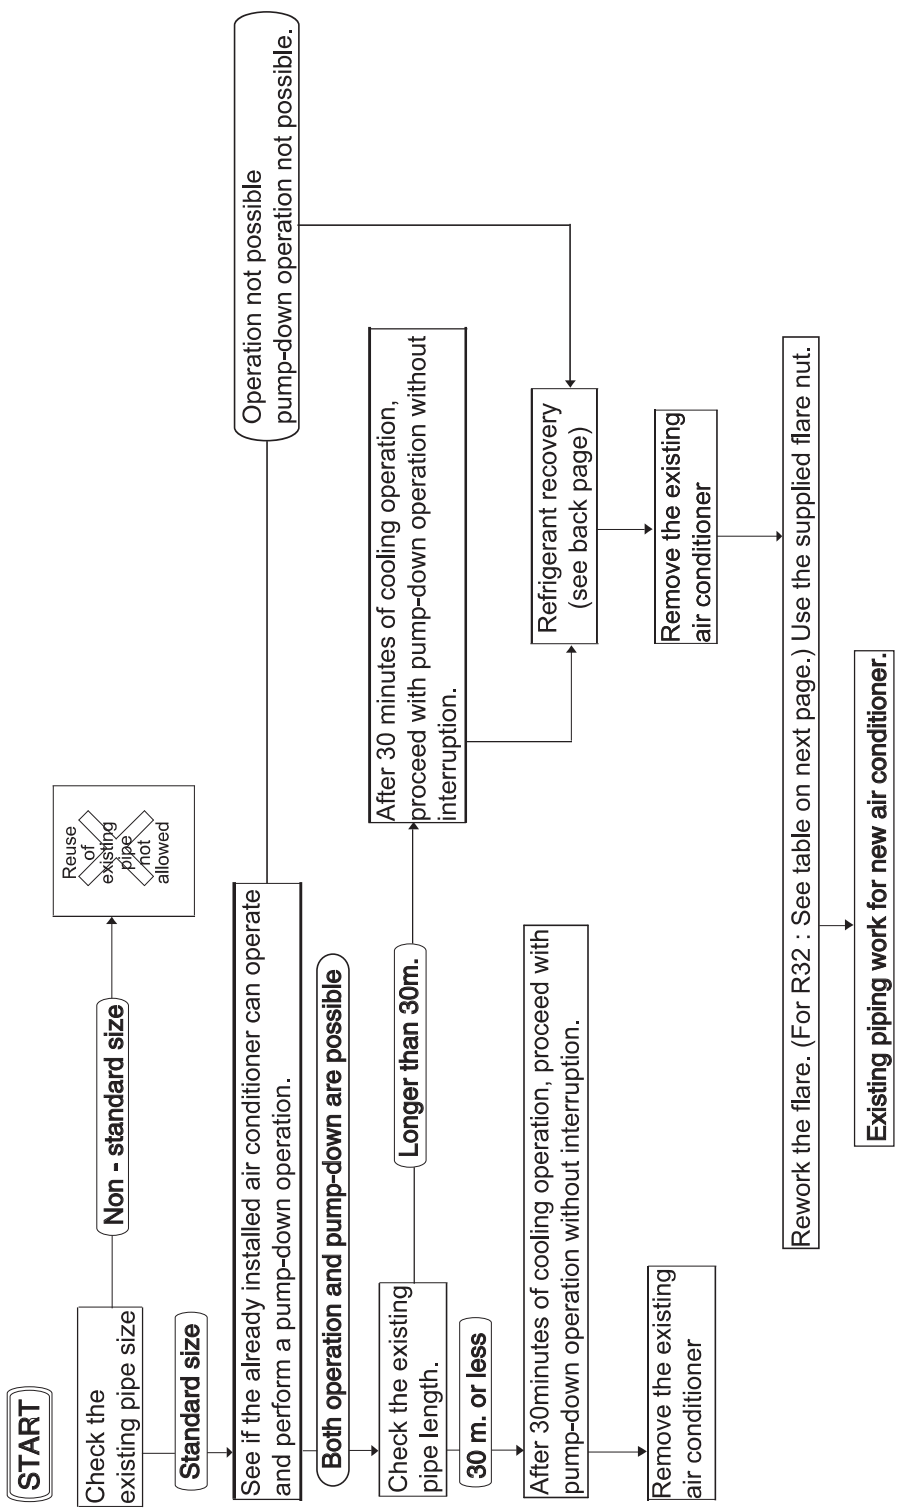 START
Check the
existing pipe size
Non - standard size
Reuse
of
existing
pipe
not
allowed
Standard size
See if the already installed air conditioner can operate
and perform a pump-down operation.
Operation not possible
pump-down operation not possible.
Both operation and pump-down are possible
Check the existing
pipe length.
Longer than 30m.
After 30 minutes of cooling operation,
proceed with pump-down operation without
interruption.
30 m. or less
After 30minutes of cooling operation, proceed with
pump-down operation without interruption.
Refrigerant recovery
(see back page)
Remove the existing
air conditioner
Remove the existing
air conditioner
Rework the flare. (For R32 : See table on next page.) Use the supplied flare nut.
Existing piping work for new air conditioner.